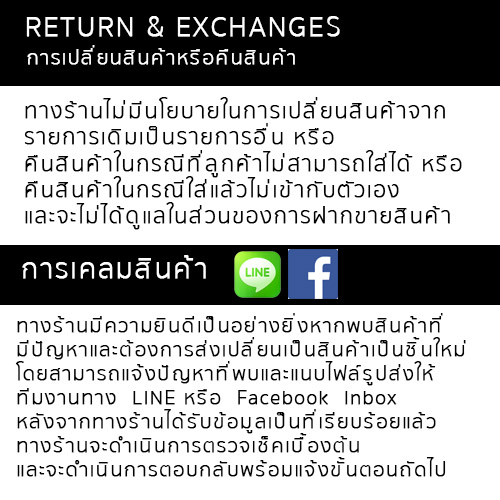 RETURN & EXCHANGES
การเปลี่ยนสินค้าหรือคืนสินค้า
ทางร้านไม่มีนโยบายในการเปลี่ยนสินค้าจาก
รายการเดิมเป็นรายการอื่น หรือ
คืนสินค้าในกรณีที่ลูกค้าไม่สามารถใส่ได้ หรือ
คืนสินค้าในกรณีใส่แล้วไม่เข้ากับตัวเอง
และจะไม่ได้ดูแลในส่วนของการฝากขายสินค้า
การเคลมสินค้า LINE f
ทางร้านมีความยินดีเป็นอย่างยิ่งหากพบสินค้าที่
มีปัญหาและต้องการส่งเปลี่ยนเป็นสินค้าเป็นชิ้นใหม่
โดยสามารถแจ้งปัญหาที่พบและแนบไฟล์รูปส่งให้
ทีมงานทาง LINE หรือ Facebook Inbox
หลังจากทางร้านได้รับข้อมูลเป็นที่เรียบร้อยแล้ว
ทางร้านจะดำเนินการตรวจเช็คเบื้องต้น
และจะดำเนินการตอบกลับพร้อมแจ้งขั้นตอนถัดไป